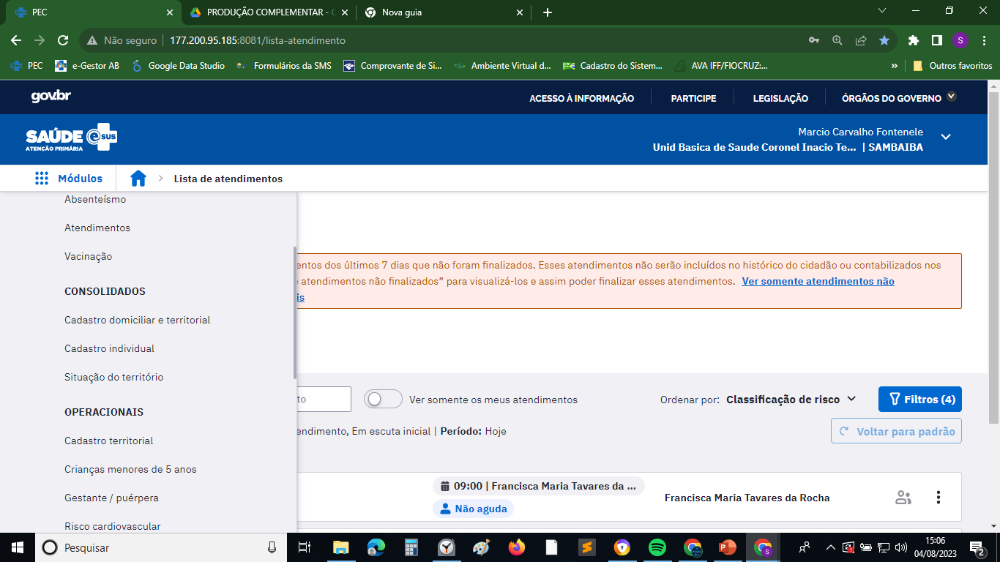 PEC
PRODUÇÃO COMPLEMENTAR - C
Nova guia
Não seguro
177.200.95.185:8081/lista-atendimento
S
PEC
e-Gestor AB
Google Data Studio
Formulários da SMS
Comprovante de Si...
Ambiente Virtual d...
Cadastro do Sistem...
AVA IFF/FIOCRUZ:...
»
Outros favoritos
gov.br
ACESSO À INFORMAÇÃO
PARTICIPE
LEGISLAÇÃO
ÓRGÃOS DO GOVERNO
SAÚDE e SUS
ATENÇÃO PRIMÁRIA
Marcio Carvalho Fontenele
Unid Basica de Saude Coronel Inacio Te... | SAMBAIBA
Módulos
Lista de atendimentos
Absenteísmo
Atendimentos
Vacinação
CONSOLIDADOS
Cadastro domiciliar e territorial
Cadastro individual
Situação do território
OPERACIONAIS
Cadastro territorial
Crianças menores de 5 anos
Gestante / puérpera
Risco cardiovascular
entos dos últimos 7 dias que não foram finalizados. Esses atendimentos não serão incluídos no histórico do cidadão ou contabilizados nos
e atendimentos não finalizados” para visualizá-los e assim poder finalizar esses atendimentos. Ver somente atendimentos não
is
to
Ver somente os meus atendimentos
Ordenar por: Classificação de risco
Filtros (4)
endimento, Em escuta inicial | Período: Hoje
Voltar para padrão
09:00 | Francisca Maria Tavares da ...
Não aguda
Francisca Maria Tavares da Rocha
Pesquisar
S
15:06
04/08/2023
2